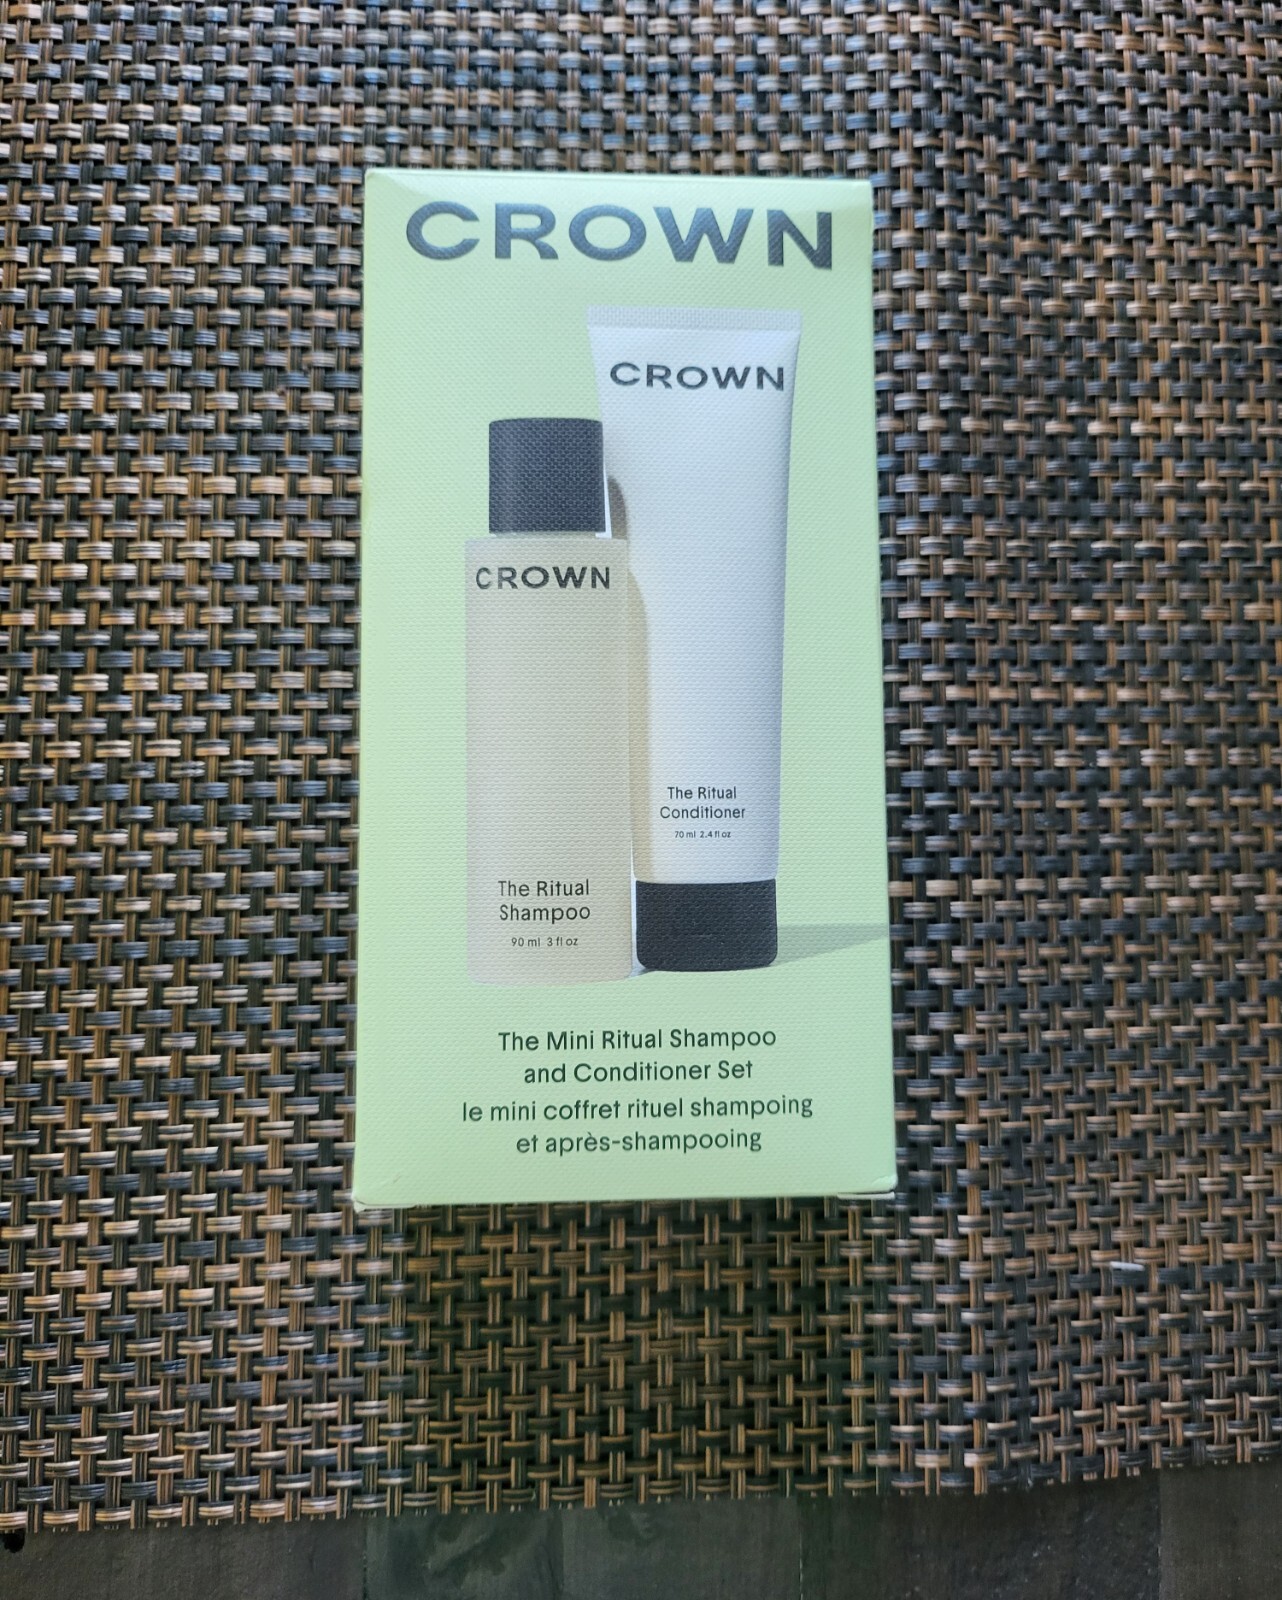 CROWN
CROWN
CROWN
The Ritual
Conditioner
70 ml 2.4 fl oz
The Ritual
Shampoo
90 ml 3 fl oz
The Mini Ritual Shampoo
and Conditioner Set
le mini coffret rituel shampoing
et après-shampooing